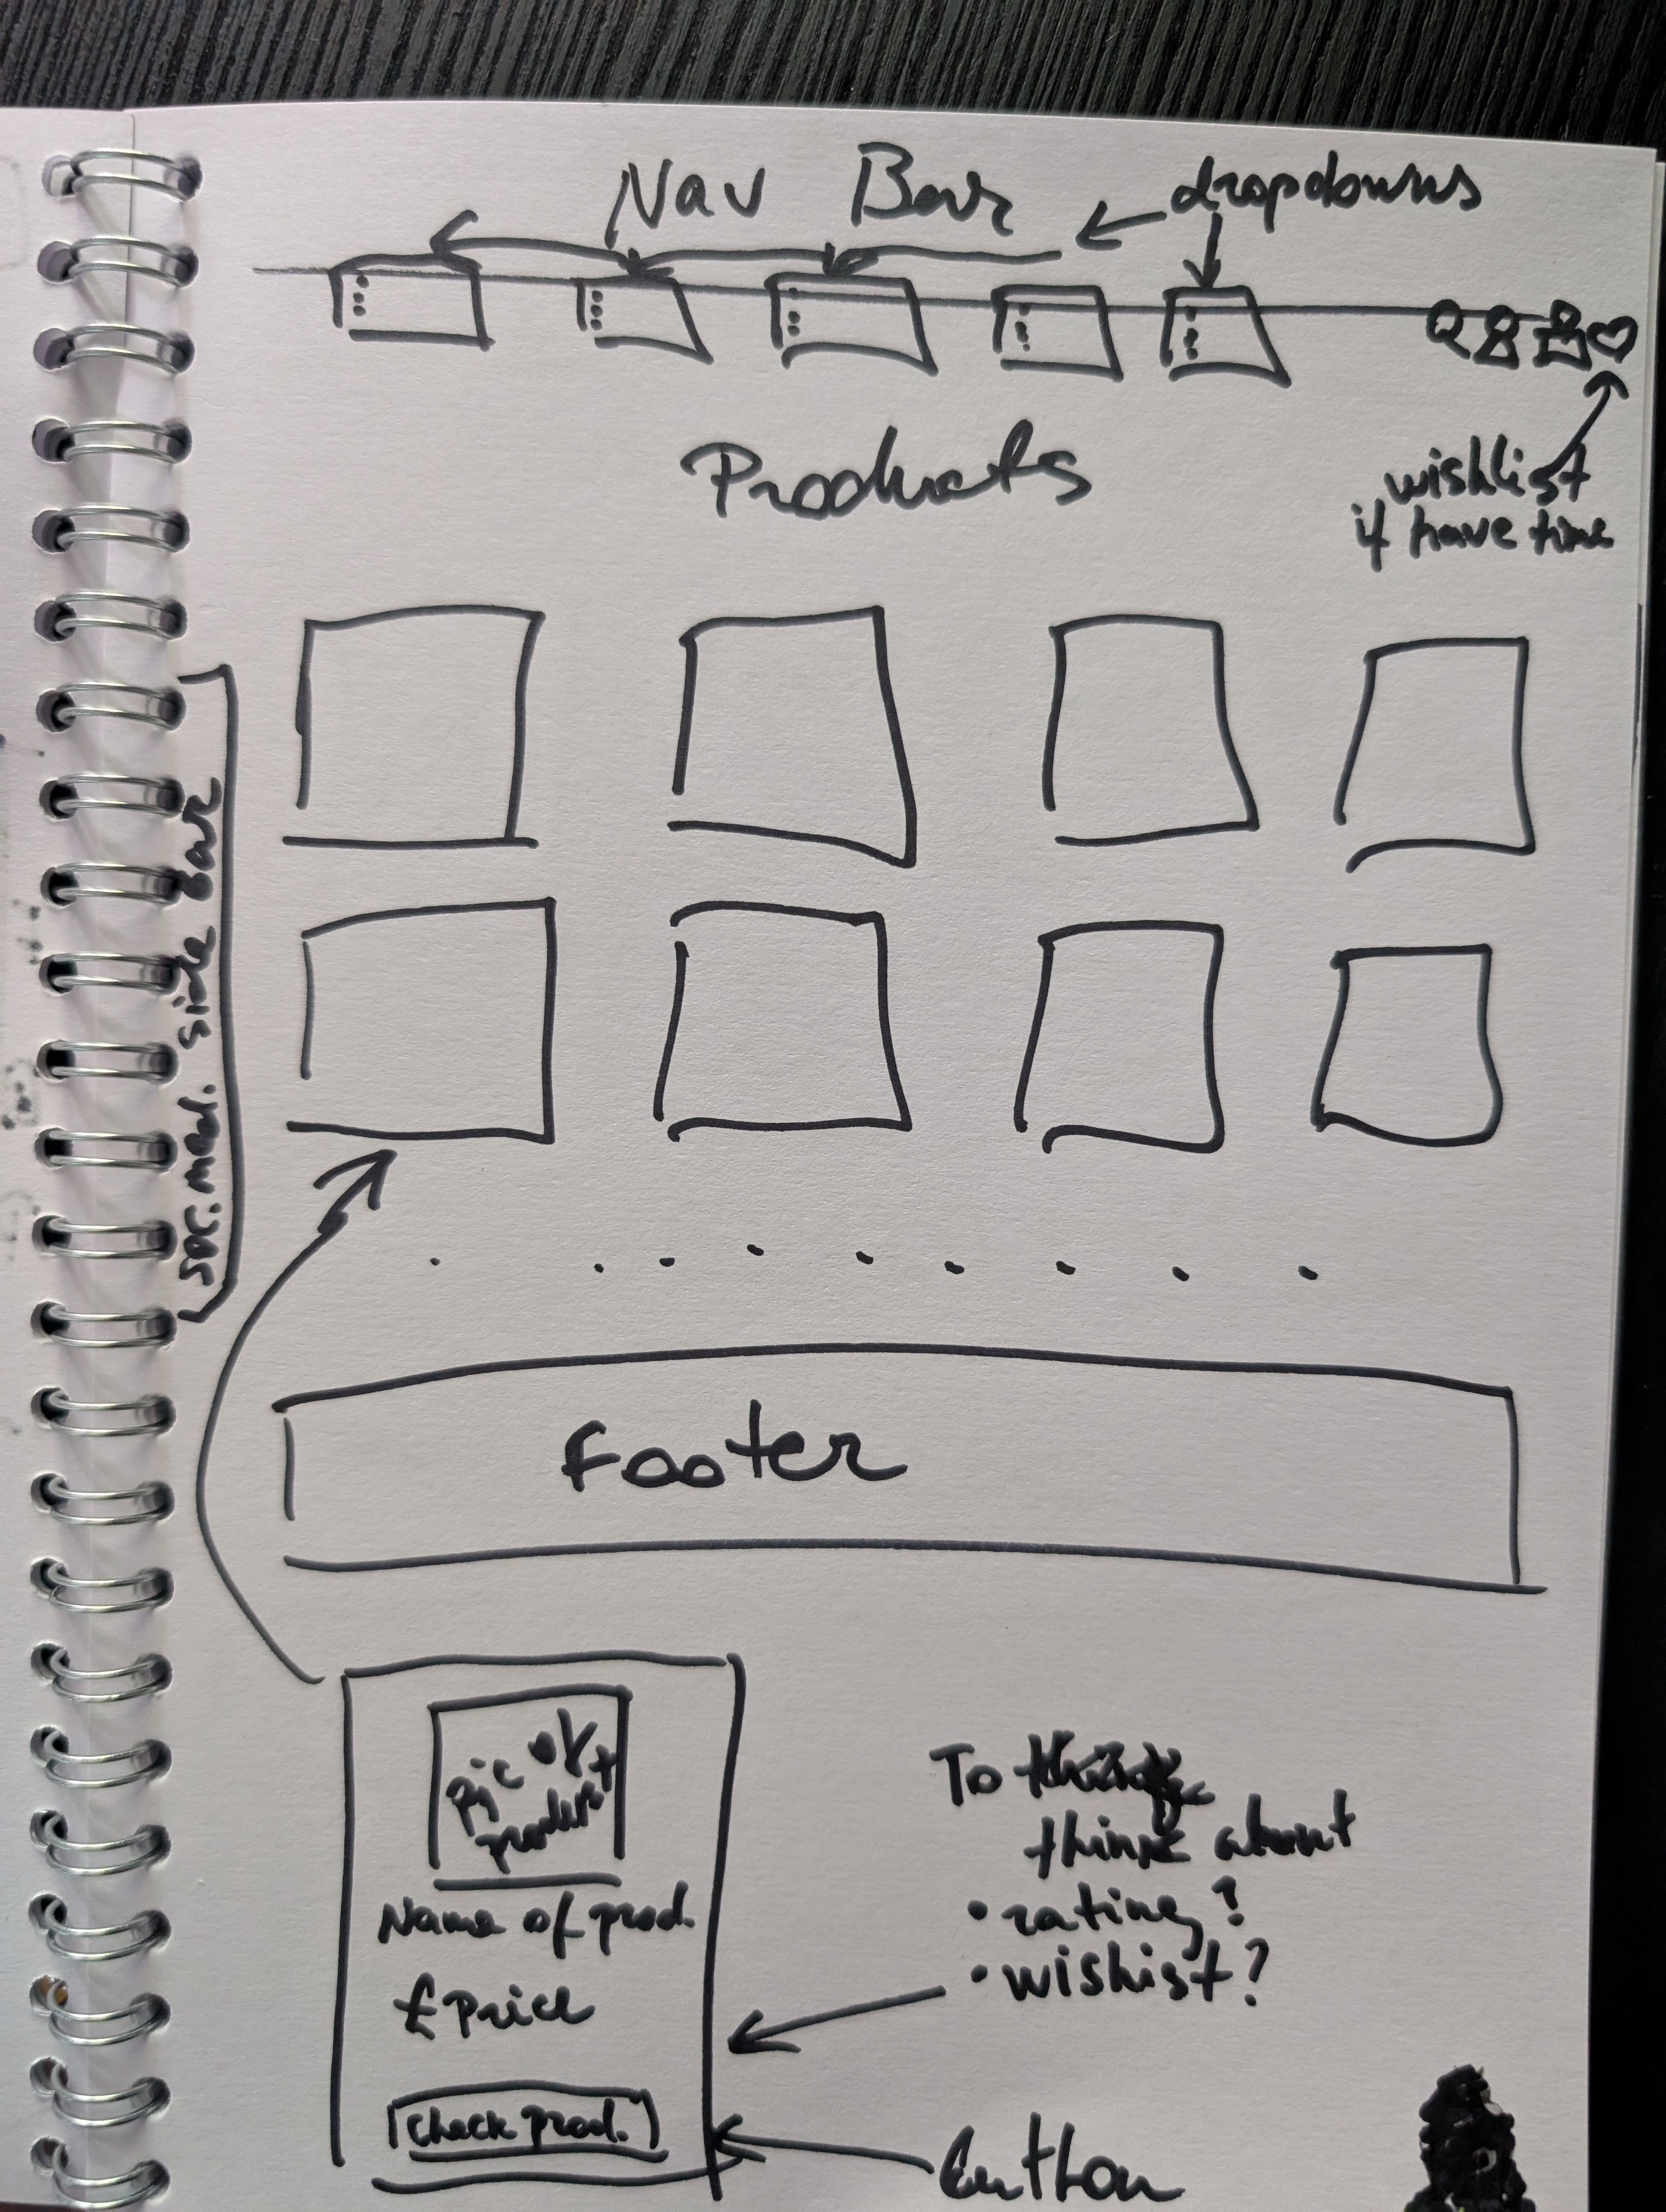 Nav Bar
dropdowns
Products
wishlist
if have time
soc. med. side bar
Footer
pic of
product
Name of prod.
£ price
Check prod.
To
think about
• rating?
• wishist?
button